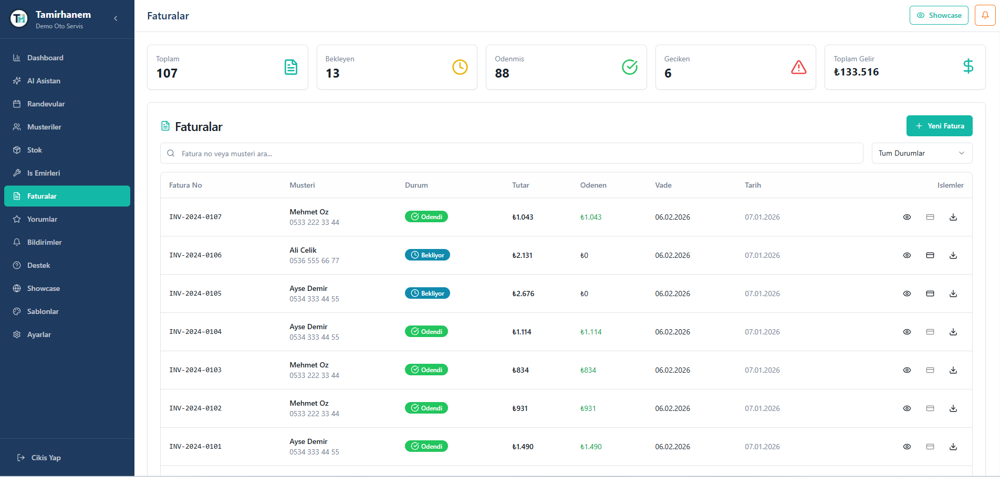 Tamirhanem
Demo Oto Servis
Dashboard
AI Asistan
Randevular
Musteriler
Stok
Is Emirleri
Faturalar
Yorumlar
Bildirimler
Destek
Showcase
Sablonlar
Ayarlar
Cikis Yap
Faturalar
Showcase
Toplam
107
Bekleyen
13
Odenmis
88
Geciken
6
Toplam Gelir
₺133.516
Faturalar
Yeni Fatura
Fatura no veya musteri ara...
Tum Durumlar
Fatura No Musteri Durum Tutar Odenen Vade Tarih Islemler
INV-2024-0107 Mehmet Oz 0533 222 33 44 Odendi ₺1.043 ₺1.043 06.02.2026 07.01.2026
INV-2024-0106 Ali Celik 0536 555 66 77 Bekliyor ₺2.131 ₺0 06.02.2026 07.01.2026
INV-2024-0105 Ayse Demir 0534 333 44 55 Bekliyor ₺2.676 ₺0 06.02.2026 07.01.2026
INV-2024-0104 Ayse Demir 0534 333 44 55 Odendi ₺1.114 ₺1.114 06.02.2026 07.01.2026
INV-2024-0103 Mehmet Oz 0533 222 33 44 Odendi ₺834 ₺834 06.02.2026 07.01.2026
INV-2024-0102 Mehmet Oz 0533 222 33 44 Odendi ₺931 ₺931 06.02.2026 07.01.2026
INV-2024-0101 Ayse Demir 0534 333 44 55 Odendi ₺1.490 ₺1.490 06.02.2026 07.01.2026